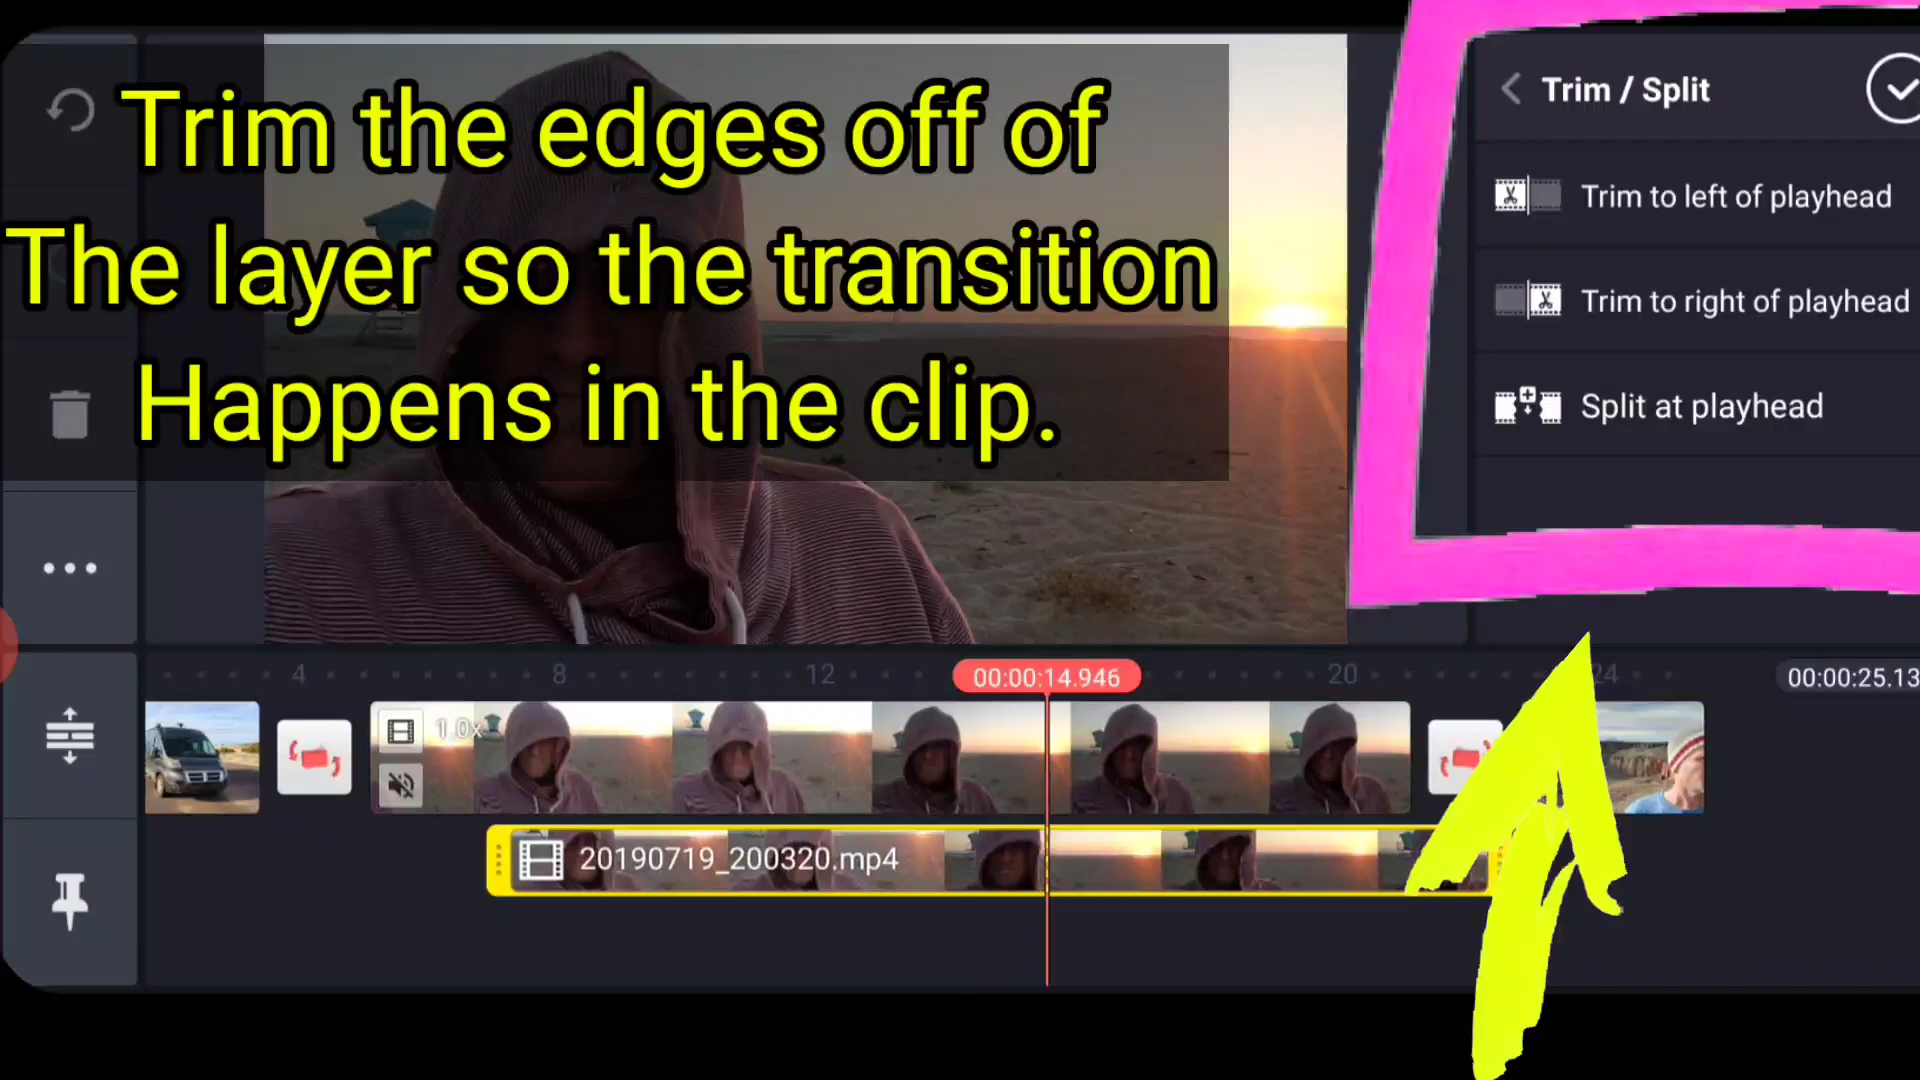 Trim the edges off of
The layer so the transition
Happens in the clip.
Trim / Split
Trim to left of playhead
Trim to right of playhead
Split at playhead
4
8
12
00:00:14.946
20
24
00:00:25.13
1.0x
20190719_200320.mp4